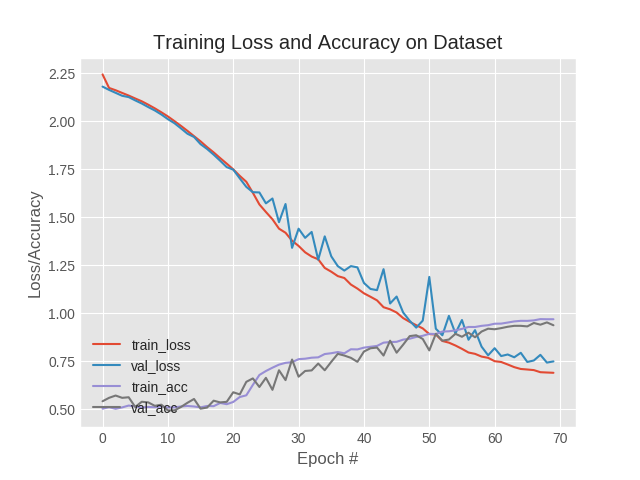 Training Loss and Accuracy on Dataset
2.25
2.00
1.75
1.50
1.25
1.00
0.75
0.50
Loss/Accuracy
train_loss
val_loss
train_acc
val_acc
0 10 20 30 40 50 60 70
Epoch #